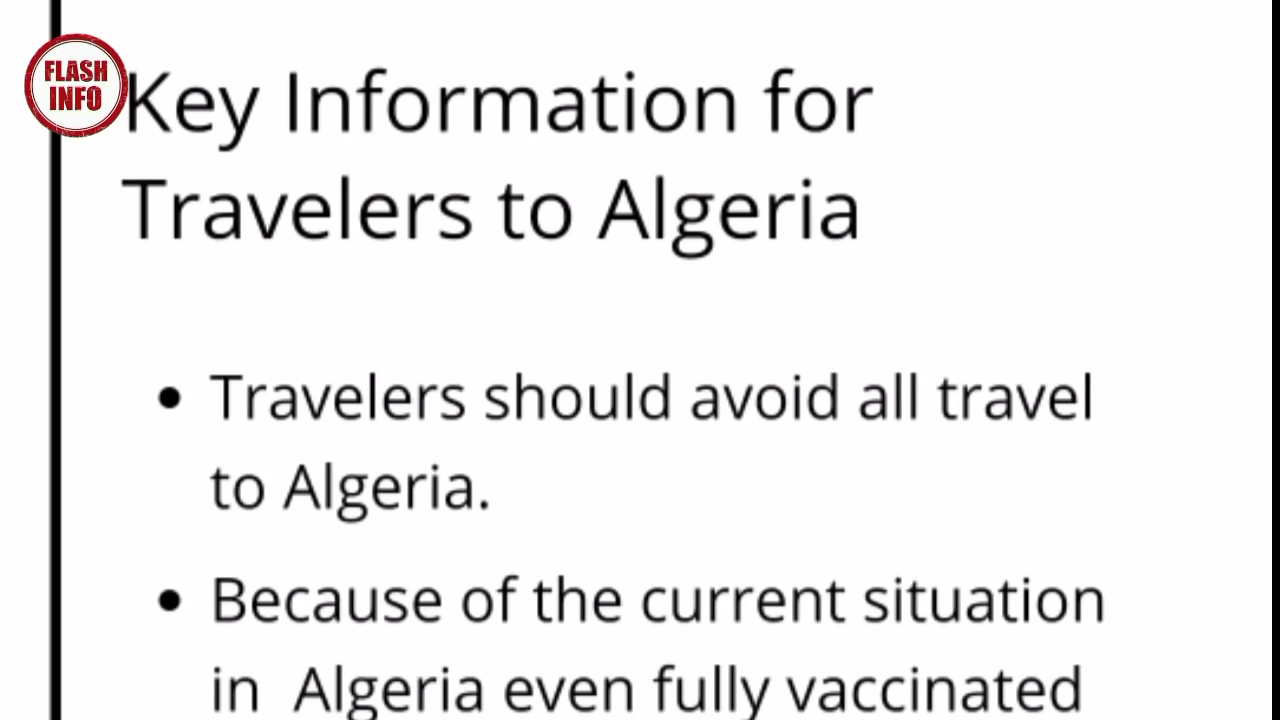 FLASH
INFO
Key Information for
Travelers to Algeria
• Travelers should avoid all travel
to Algeria.
• Because of the current situation
in Algeria even fully vaccinated